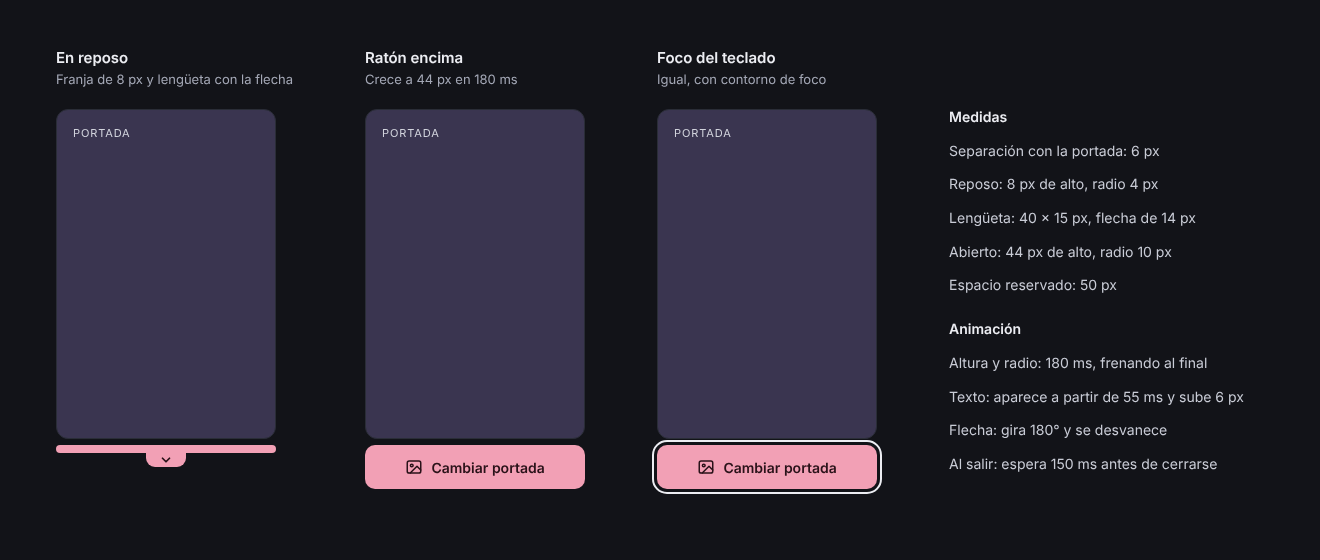 En reposo
Franja de 8 px y lengüeta con la flecha
PORTADA
Ratón encima
Crece a 44 px en 180 ms
PORTADA
Cambiar portada
Foco del teclado
Igual, con contorno de foco
PORTADA
Cambiar portada
Medidas
Separación con la portada: 6 px
Reposo: 8 px de alto, radio 4 px
Lengüeta: 40 × 15 px, flecha de 14 px
Abierto: 44 px de alto, radio 10 px
Espacio reservado: 50 px
Animación
Altura y radio: 180 ms, frenando al final
Texto: aparece a partir de 55 ms y sube 6 px
Flecha: gira 180° y se desvanece
Al salir: espera 150 ms antes de cerrarse